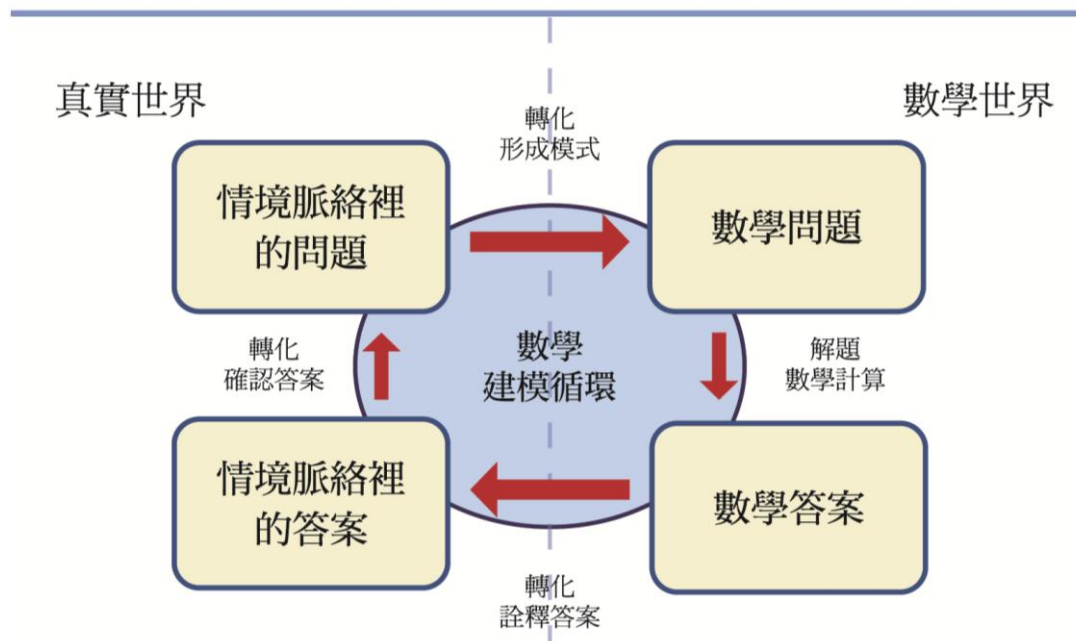 真實世界
數學世界
轉化
形成模式
情境脈絡裡
的問題
數學問題
轉化
確認答案
數學
建模循環
解題
數學計算
情境脈絡裡
的答案
數學答案
轉化
詮釋答案